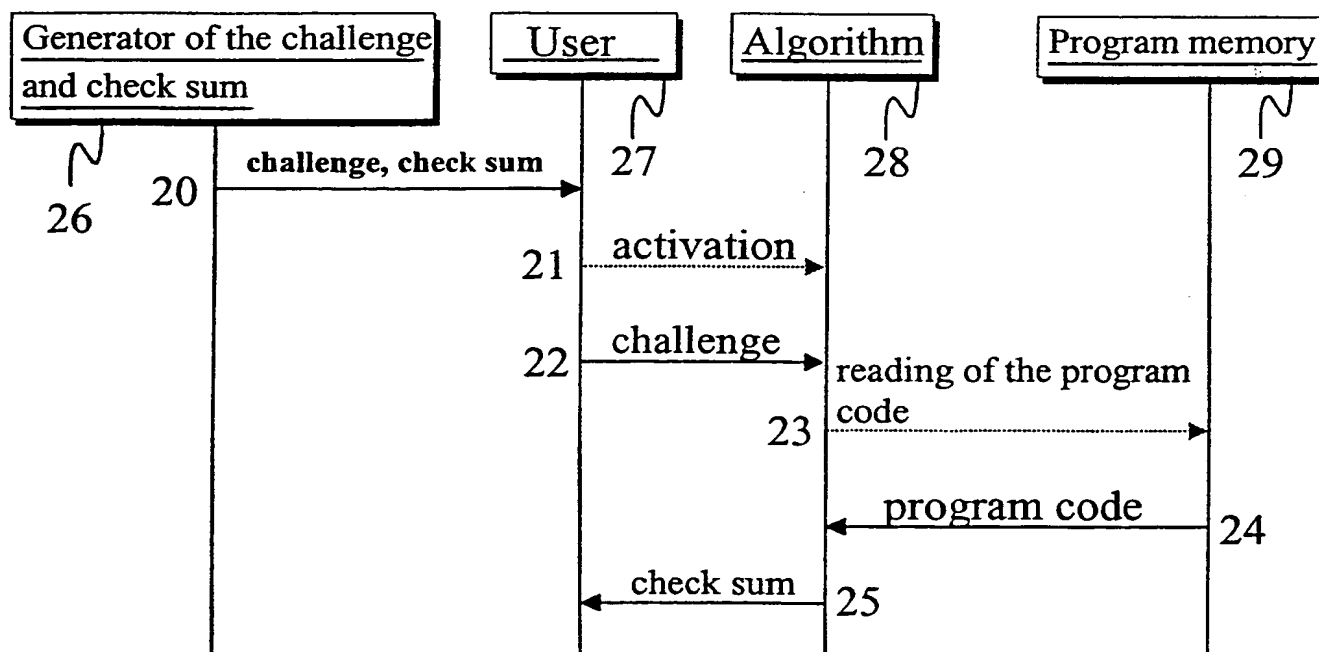 Generator of the challenge
and check sum
User
Algorithm
Program memory
26
27
28
29
20
challenge, check sum
21
activation
22
challenge
reading of the program
code
23
program code
24
check sum
25